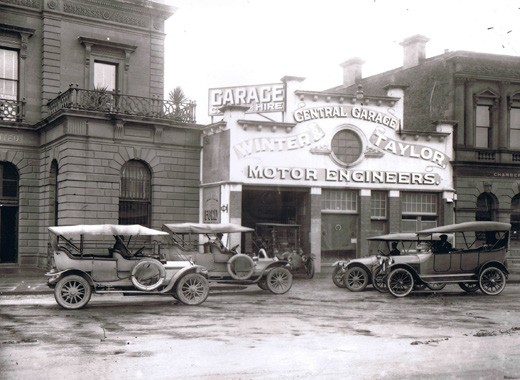 GARAGE
HIRE
CENTRAL GARAGE
WINTER & TAYLOR.
MOTOR ENGINEERS.